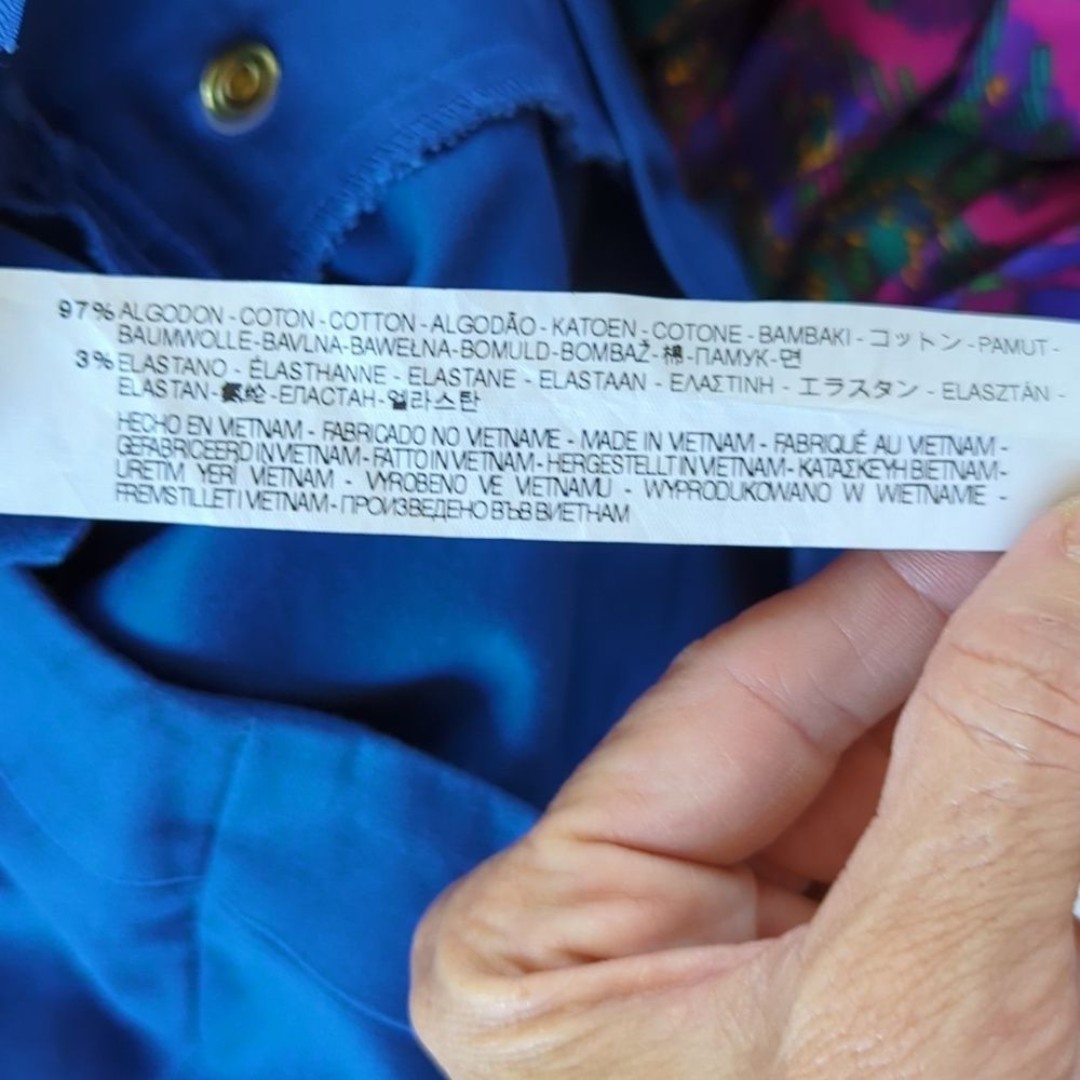 97% ALGODON - COTON - COTTON - ALGODÃO - KATOEN - COTONE - BAMBAKI - コットン - PAMUT -
BAUMWOLLE-BAVLNA-BAWEŁNA-BOMULD-BOMBAŽ-棉-ПАМУК-면
3% ELASTANO - ÉLASTHANNE - ELASTANE - ELASTAAN - ΕΛΑΣΤΙΝΗ - エラスタン - ELASZTÁN -
ELASTAN-氨纶-ЕЛАСТАН-엘라스탄
HECHO EN VIETNAM - FABRICADO NO VIETNAME - MADE IN VIETNAM - FABRIQUÉ AU VIETNAM -
GEFABRICEERD IN VIETNAM - FATTO IN VIETNAM - HERGESTELLT IN VIETNAM - ΚΑΤΑΣΚΕΥΗ ΒΙΕΤΝΑΜ -
ÜRETİM YERİ VİETNAM - VYROBENO VE VIETNAMU - WYPRODUKOWANO W WIETNAMIE -
FREMSTILLET I VIETNAM - ПРОИЗВЕДЕНО ВЪВ ВИЕТНАМ